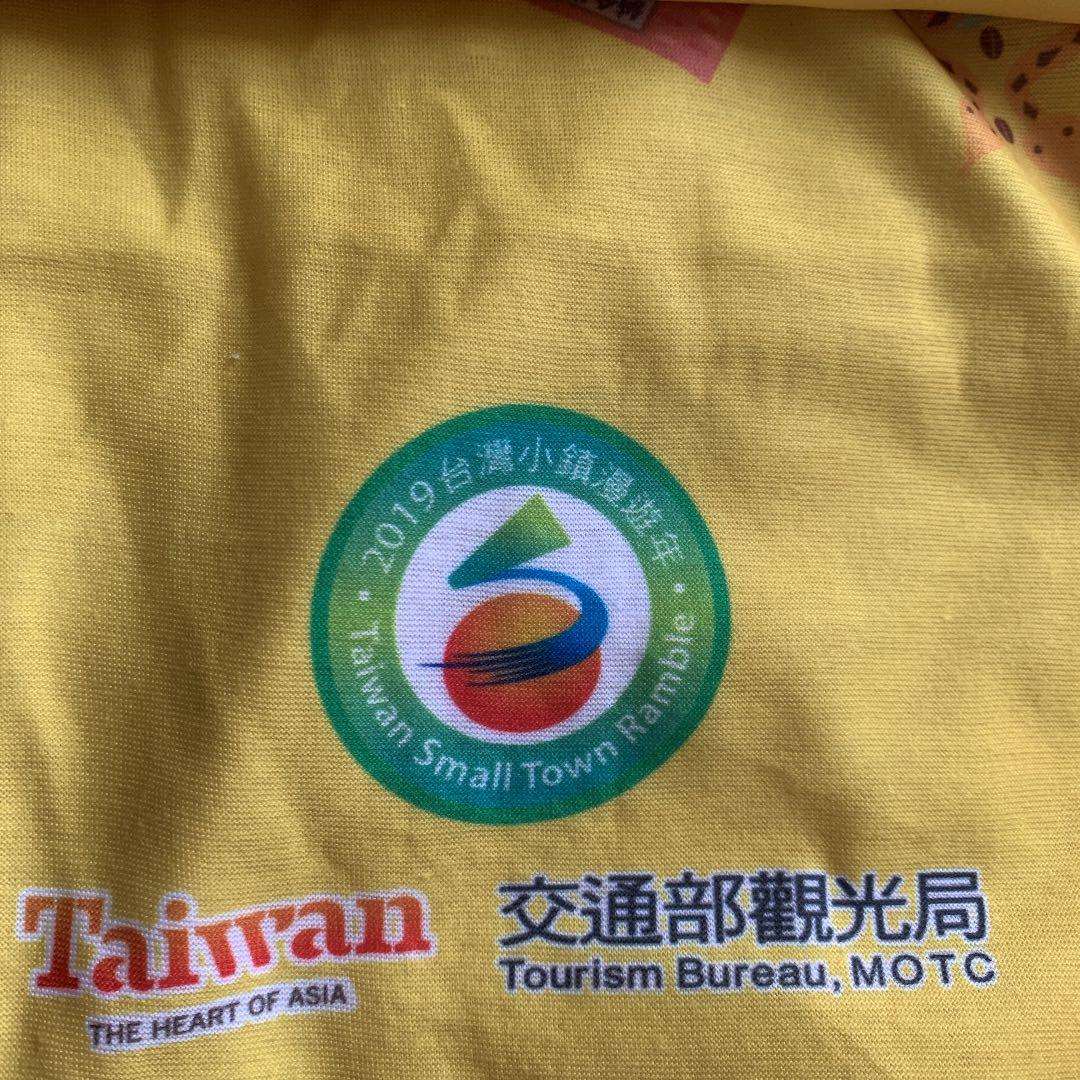 2019台灣小鎮漫遊年
Taiwan Small Town Ramble
Taiwan
THE HEART OF ASIA
交通部觀光局
Tourism Bureau, MOTC